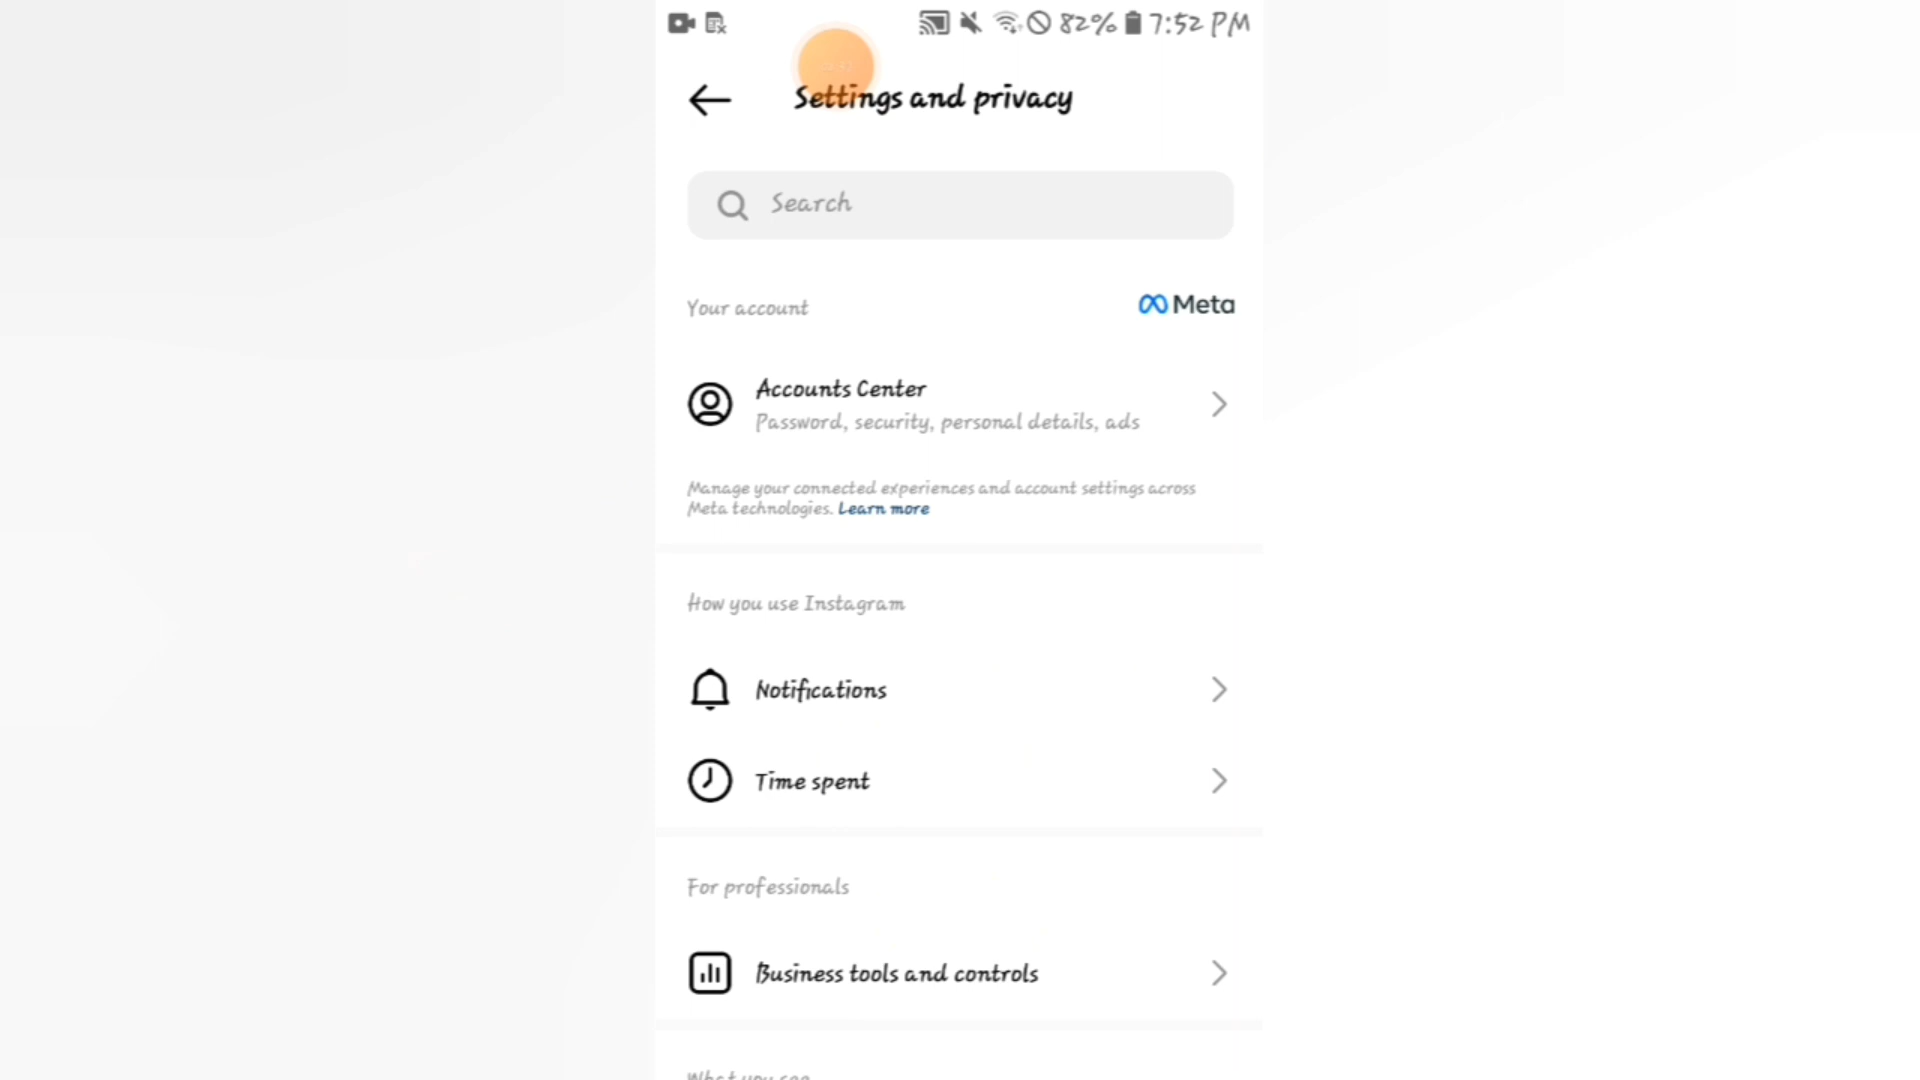 82% 7:52 PM
Settings and privacy
Search
Your account
Meta
Accounts Center
Password, security, personal details, ads
Manage your connected experiences and account settings across
Meta technologies. Learn more
How you use Instagram
Notifications
Time spent
For professionals
Business tools and controls
What you see